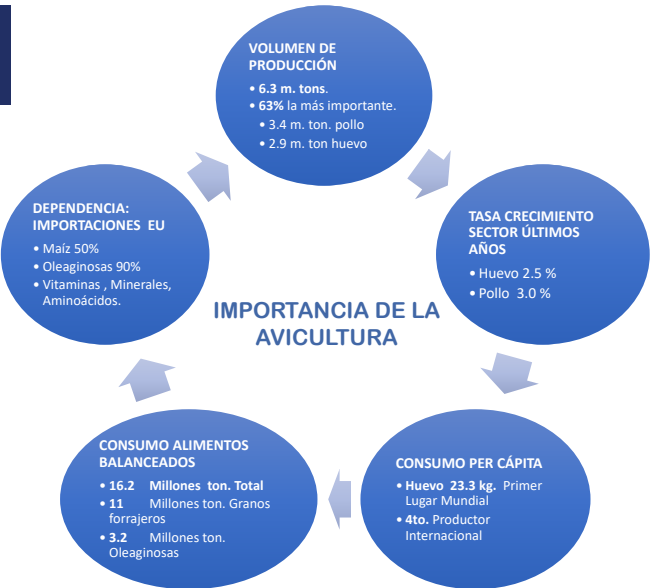 VOLUMEN DE
PRODUCCIÓN
• 6.3 m. tons.
• 63% la más importante.
• 3.4 m. ton. pollo
• 2.9 m. ton huevo
TASA CRECIMIENTO
SECTOR ÚLTIMOS
AÑOS
• Huevo 2.5 %
• Pollo 3.0 %
CONSUMO PER CÁPITA
• Huevo 23.3 kg. Primer
Lugar Mundial
• 4to. Productor
Internacional
CONSUMO ALIMENTOS
BALANCEADOS
• 16.2 Millones ton. Total
• 11 Millones ton. Granos
forrajeros
• 3.2 Millones ton.
Oleaginosas
DEPENDENCIA:
IMPORTACIONES EU
• Maíz 50%
• Oleaginosas 90%
• Vitaminas , Minerales,
Aminoácidos.
IMPORTANCIA DE LA
AVICULTURA